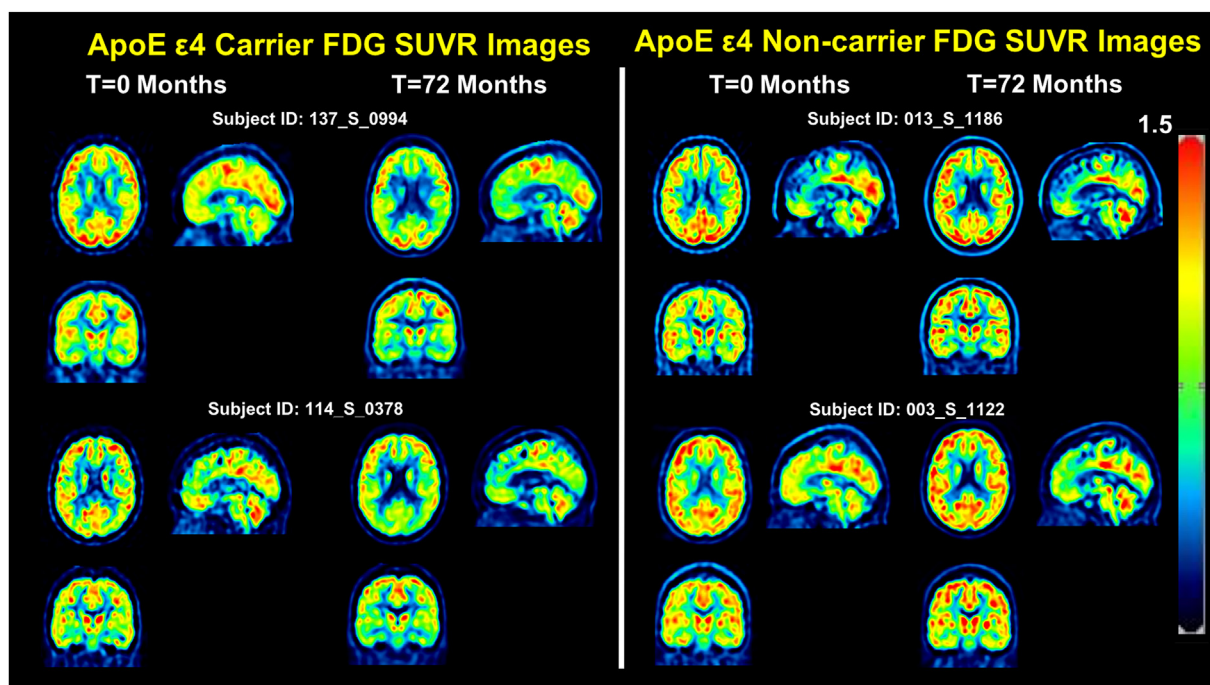 ApoE ε4 Carrier FDG SUVR Images
T=0 Months T=72 Months
Subject ID: 137_S_0994
Subject ID: 114_S_0378
ApoE ε4 Non-carrier FDG SUVR Images
T=0 Months T=72 Months
Subject ID: 013_S_1186
1.5
Subject ID: 003_S_1122